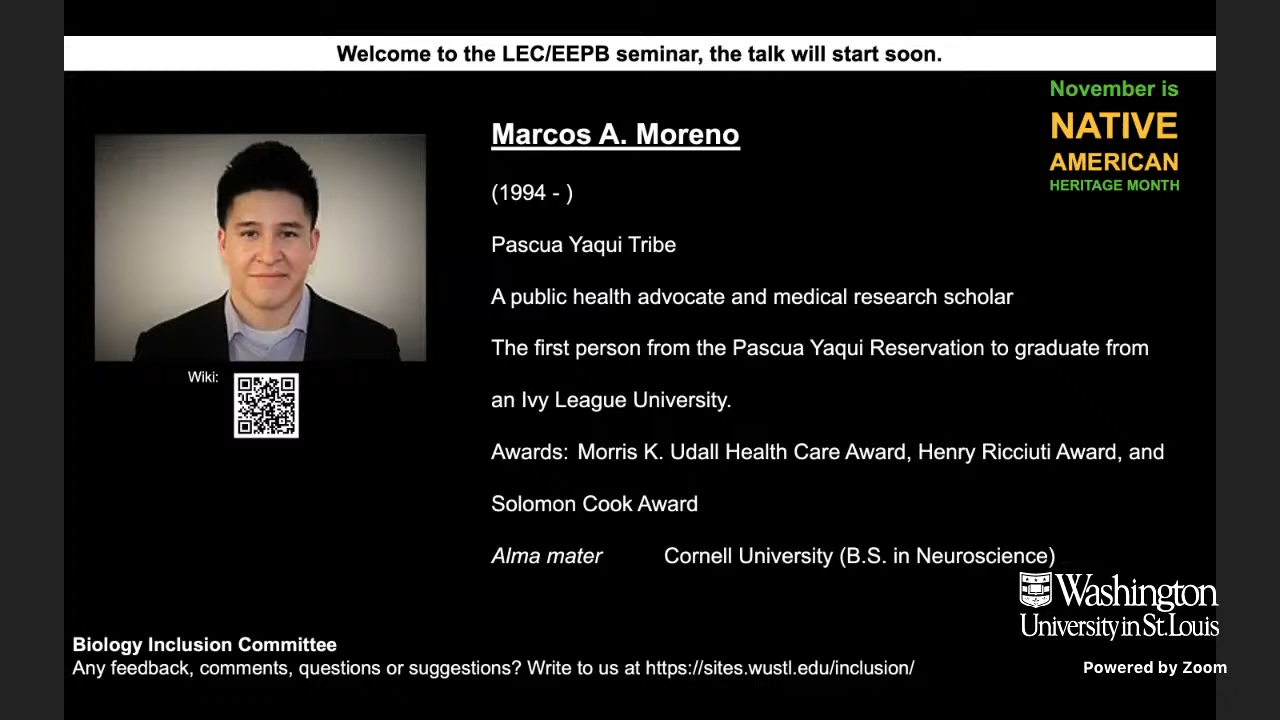 Welcome to the LEC/EEPB seminar, the talk will start soon.
November is
NATIVE
AMERICAN
HERITAGE MONTH
Marcos A. Moreno
(1994 - )
Pascua Yaqui Tribe
A public health advocate and medical research scholar
The first person from the Pascua Yaqui Reservation to graduate from
an Ivy League University.
Awards: Morris K. Udall Health Care Award, Henry Ricciuti Award, and
Solomon Cook Award
Alma mater Cornell University (B.S. in Neuroscience)
Wiki:
Washington
University in St. Louis
Biology Inclusion Committee
Any feedback, comments, questions or suggestions? Write to us at https://sites.wustl.edu/inclusion/
Powered by Zoom